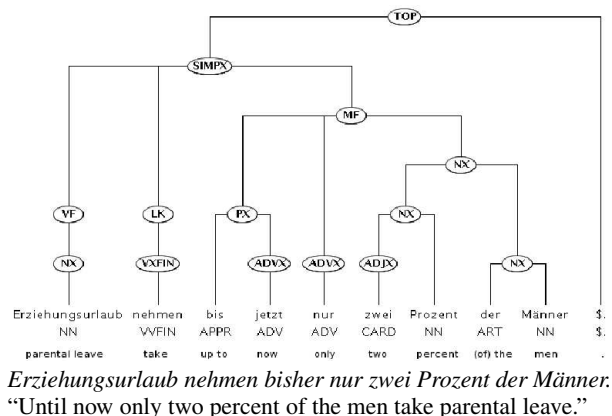 TOP
SIMPX
MF
NX
VF LK PX NX
NX VXFIN ADVX ADVX ADJX NX
Erziehungsurlaub nehmen bis jetzt nur zwei Prozent der Männer $.
NN VVFIN APPR ADV ADV CARD NN ART NN $.
parental leave take up to now only two percent (of) the men .
Erziehungsurlaub nehmen bisher nur zwei Prozent der Männer.
“Until now only two percent of the men take parental leave.”